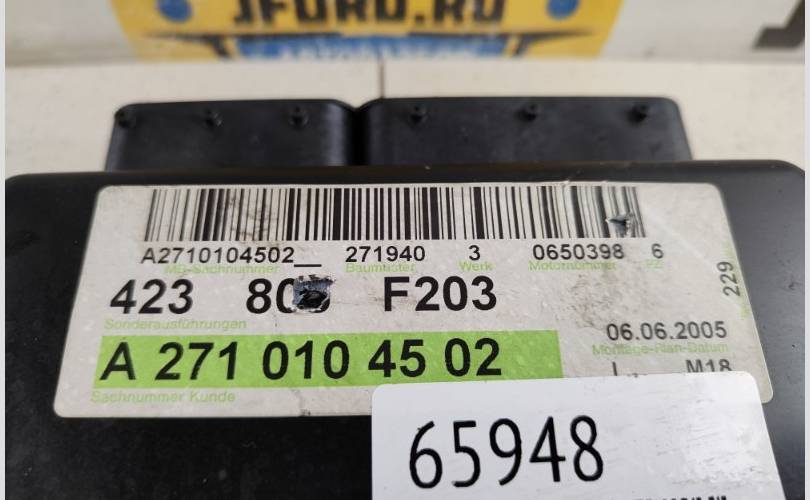 JFORD.RU
A2710104502__ 271940 3 0650398 6
MB-Sachnummer Baumuster Werk Motornummer PZ
423 F203
Sonderausführungen
229
06.06.2005
A 271 010 45 02
Montage-Plan-Datum
M18
Sachnummer Kunde
65948